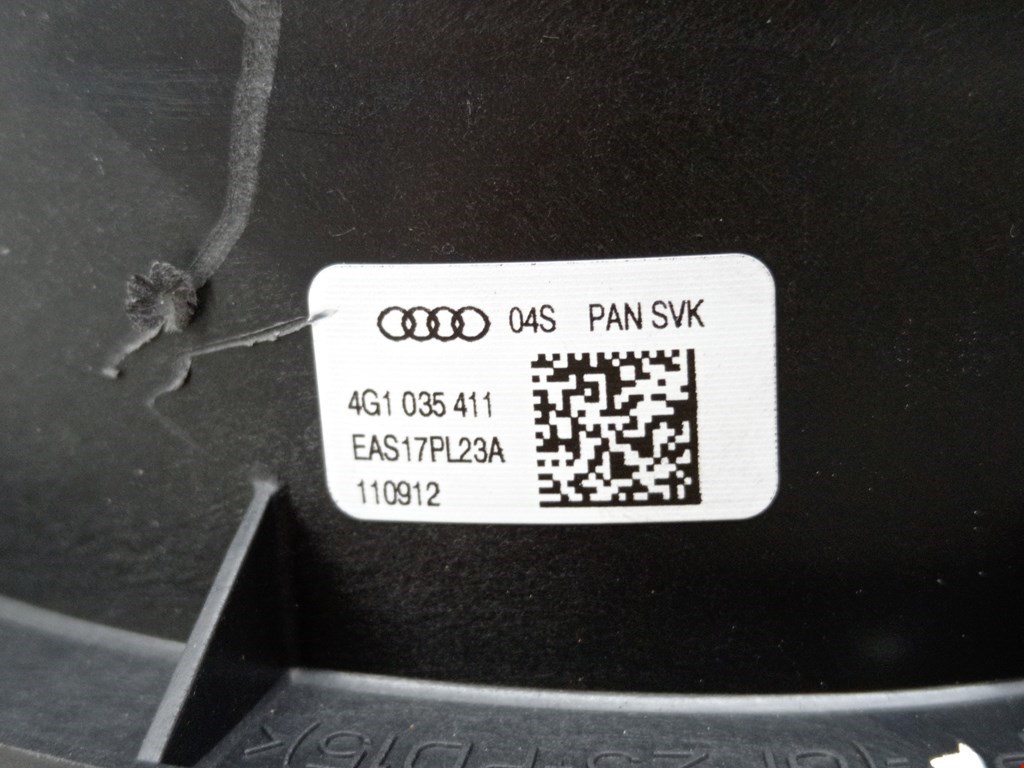 04S PAN SVK
4G1 035 411
EAS17PL23A
110912